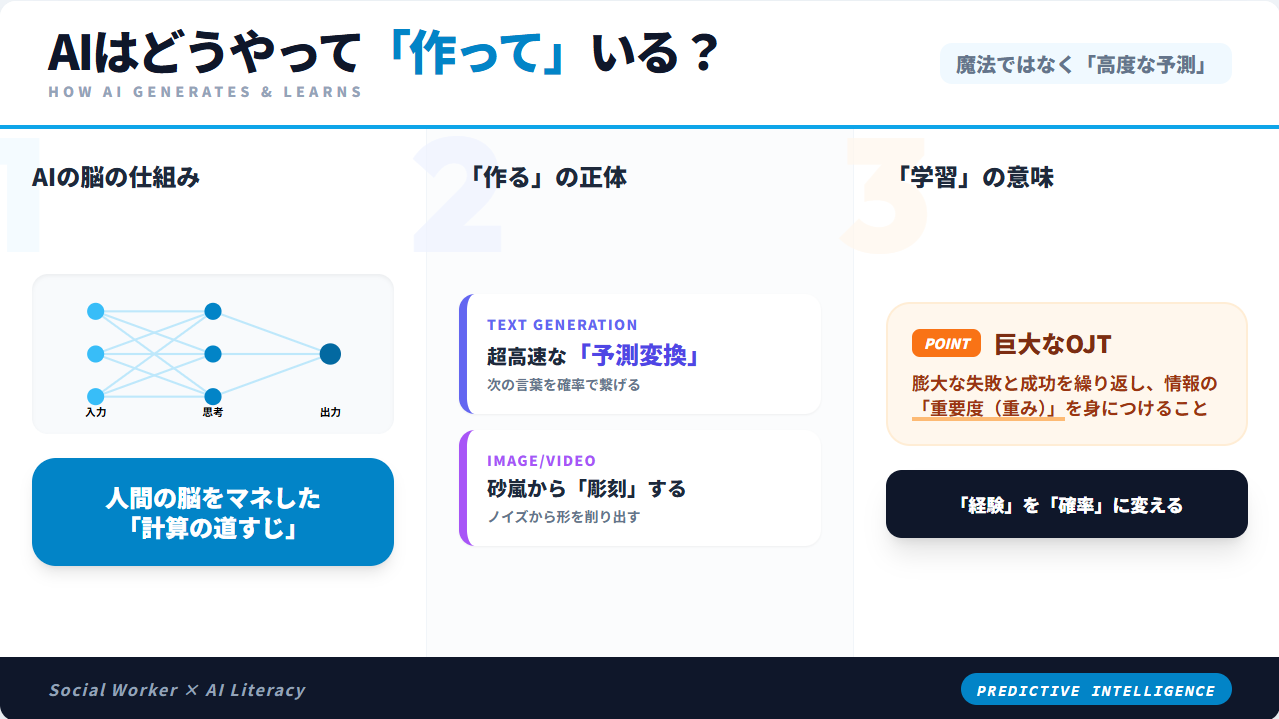 AIはどうやって「作って」いる？
HOW AI GENERATES & LEARNS
魔法ではなく「高度な予測」
1
AIの脳の仕組み
入力
思考
出力
人間の脳をマネした
「計算の道すじ」
2
「作る」の正体
TEXT GENERATION
超高速な「予測変換」
次の言葉を確率で繋げる
IMAGE/VIDEO
砂嵐から「彫刻」する
ノイズから形を削り出す
3
「学習」の意味
POINT 巨大なOJT
膨大な失敗と成功を繰り返し、情報の
「重要度（重み）」を身につけること
「経験」を「確率」に変える
Social Worker × AI Literacy
PREDICTIVE INTELLIGENCE